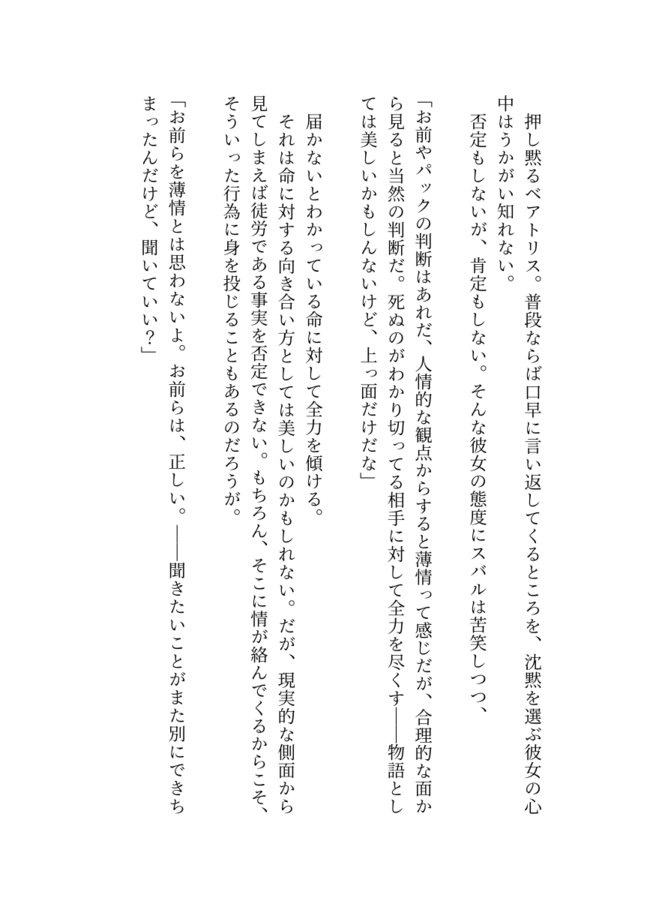 押し黙るベアトリス。普段ならば口早に言い返してくるところを、沈黙を選ぶ彼女の心
中はうかがい知れない。
　否定もしないが、肯定もしない。そんな彼女の態度にスバルは苦笑しつつ、
「お前やパックの判断はあれだ、人情的な観点からすると薄情って感じだが、合理的な面か
ら見ると当然の判断だ。死ぬのがわかり切ってる相手に対して全力を尽くす――物語とし
ては美しいかもしんないけど、上っ面だけだな」
　届かないとわかっている命に対して全力を傾ける。
　それは命に対する向き合い方としては美しいのかもしれない。だが、現実的な側面から
見てしまえば徒労である事実を否定できない。もちろん、そこに情が絡んでくるからこそ、
そういった行為に身を投じることもあるのだろうが。
「お前らを薄情とは思わないよ。お前らは、正しい。――聞きたいことがまた別にできち
まったんだけど、聞いていい？」